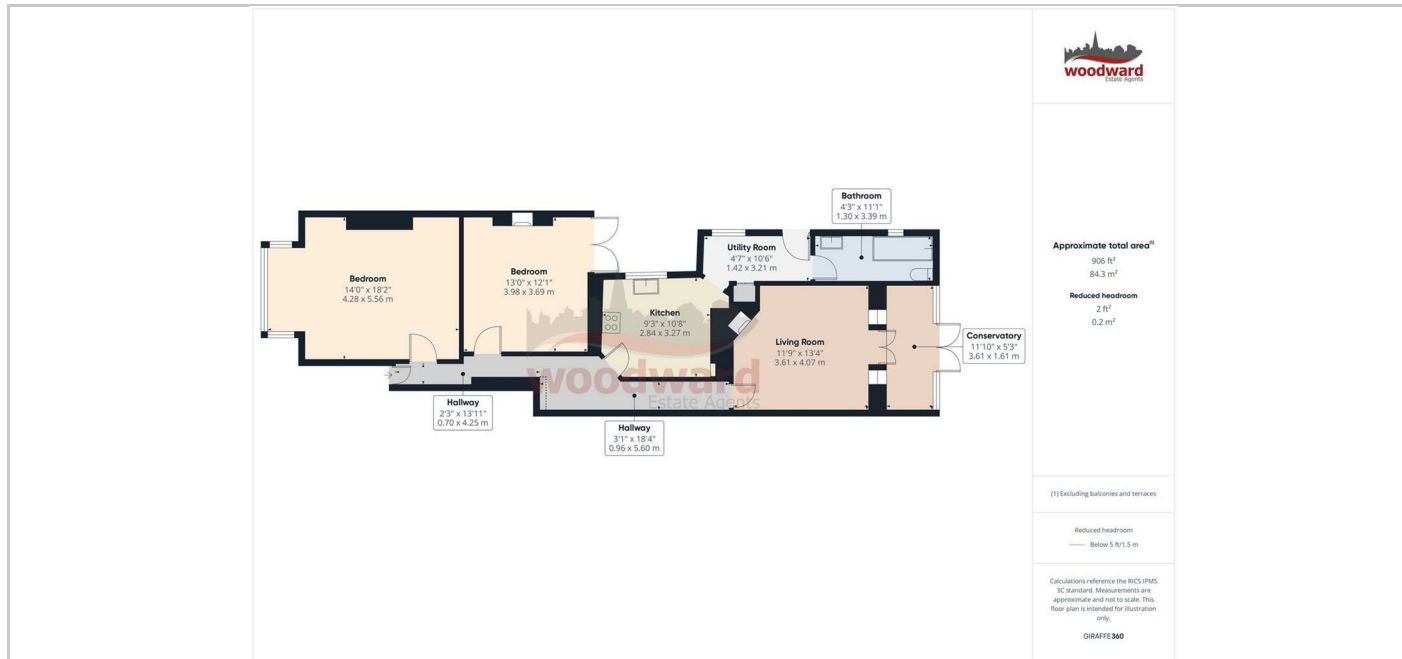 woodward
Estate Agents
Bathroom
4'3" x 11'1"
1.30 x 3.39 m
Utility Room
4'7" x 10'6"
1.42 x 3.21 m
Bedroom
14'0" x 18'2"
4.28 x 5.56 m
Bedroom
13'0" x 12'1"
3.98 x 3.69 m
Kitchen
9'3" x 10'8"
2.84 x 3.27 m
Living Room
11'9" x 13'4"
3.61 x 4.07 m
Conservatory
11'10" x 5'3"
3.61 x 1.61 m
woodward
Estate Agents
Hallway
2'3" x 13'11"
0.70 x 4.25 m
Hallway
3'1" x 18'4"
0.96 x 5.60 m
Approximate total area(1)
906 ft²
84.3 m²
Reduced headroom
2 ft²
0.2 m²
(1) Excluding balconies and terraces
Reduced headroom
Below 5 ft/1.5 m
Calculations reference the RICS IPMS
3C standard. Measurements are
approximate and not to scale. This
floor plan is intended for illustration
only.
GIRAFFE360